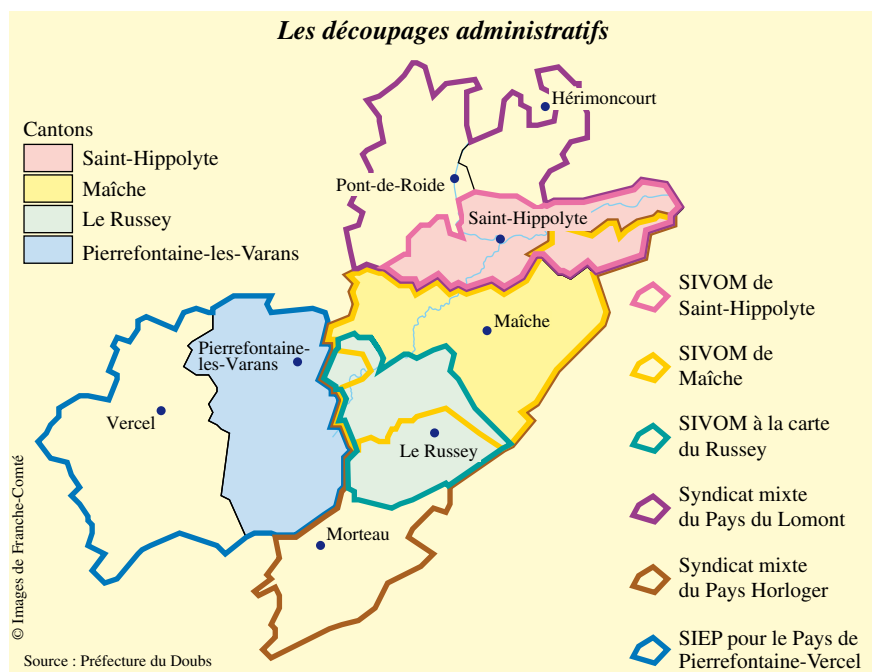 Les découpages administratifs
Hérimoncourt
Cantons
Saint-Hippolyte
Maîche
Le Russey
Pierrefontaine-les-Varans
Pont-de-Roide
Saint-Hippolyte
Maîche
Pierrefontaine-
les-Varans
Vercel
Le Russey
Morteau
SIVOM de
Saint-Hippolyte
SIVOM de
Maîche
SIVOM à la carte
du Russey
Syndicat mixte
du Pays du Lomont
Syndicat mixte
du Pays Horloger
SIEP pour le Pays de
Pierrefontaine-Vercel
© Images de Franche-Comté
Source : Préfecture du Doubs